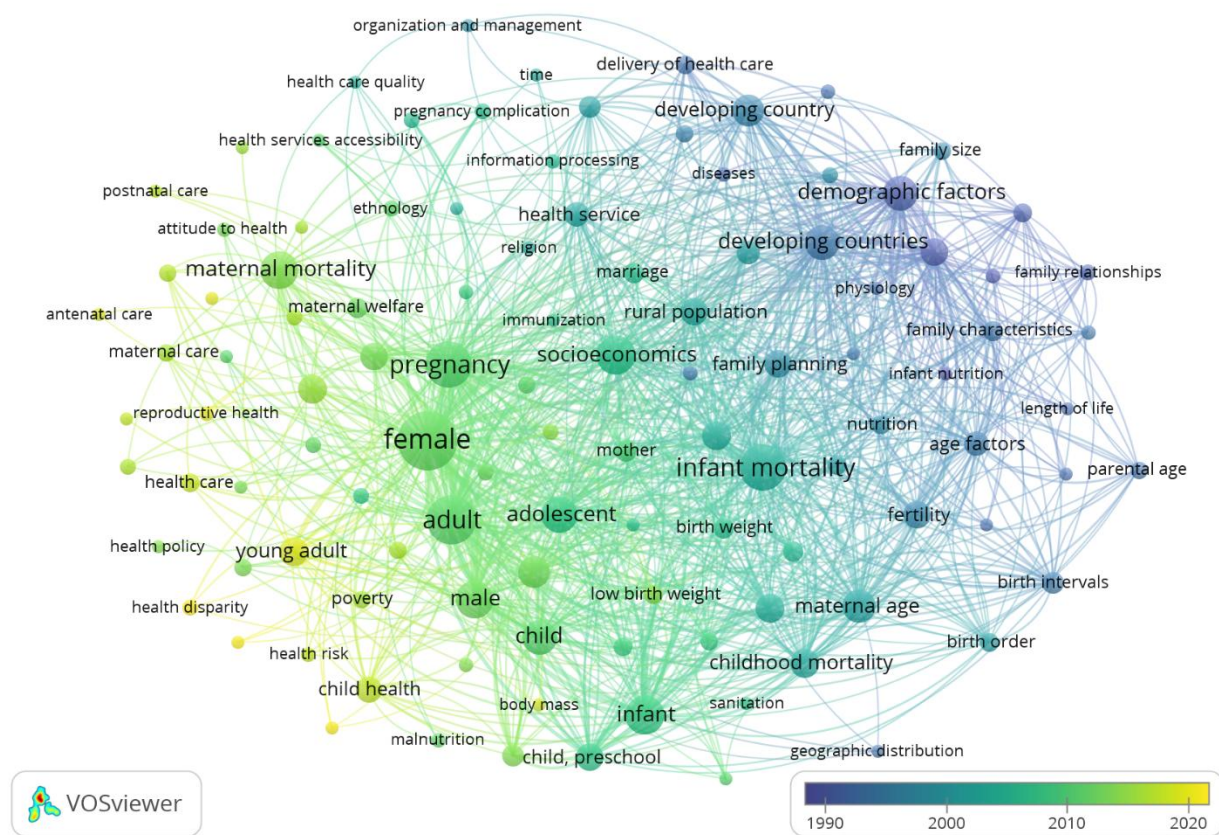 organization and management
delivery of health care
time
health care quality
pregnancy complication
developing country
health services accessibility
information processing
family size
diseases
postnatal care
demographic factors
ethnology
health service
attitude to health
developing countries
religion
maternal mortality
marriage
family relationships
physiology
antenatal care
maternal welfare
immunization
rural population
family characteristics
maternal care
pregnancy
socioeconomics
family planning
infant nutrition
reproductive health
length of life
nutrition
female
mother
age factors
infant mortality
parental age
health care
adult
adolescent
birth weight
fertility
health policy
young adult
birth intervals
low birth weight
health disparity
poverty
male
maternal age
child
birth order
health risk
childhood mortality
child health
body mass
sanitation
infant
malnutrition
child, preschool
geographic distribution
VOSviewer
1990 2000 2010 2020